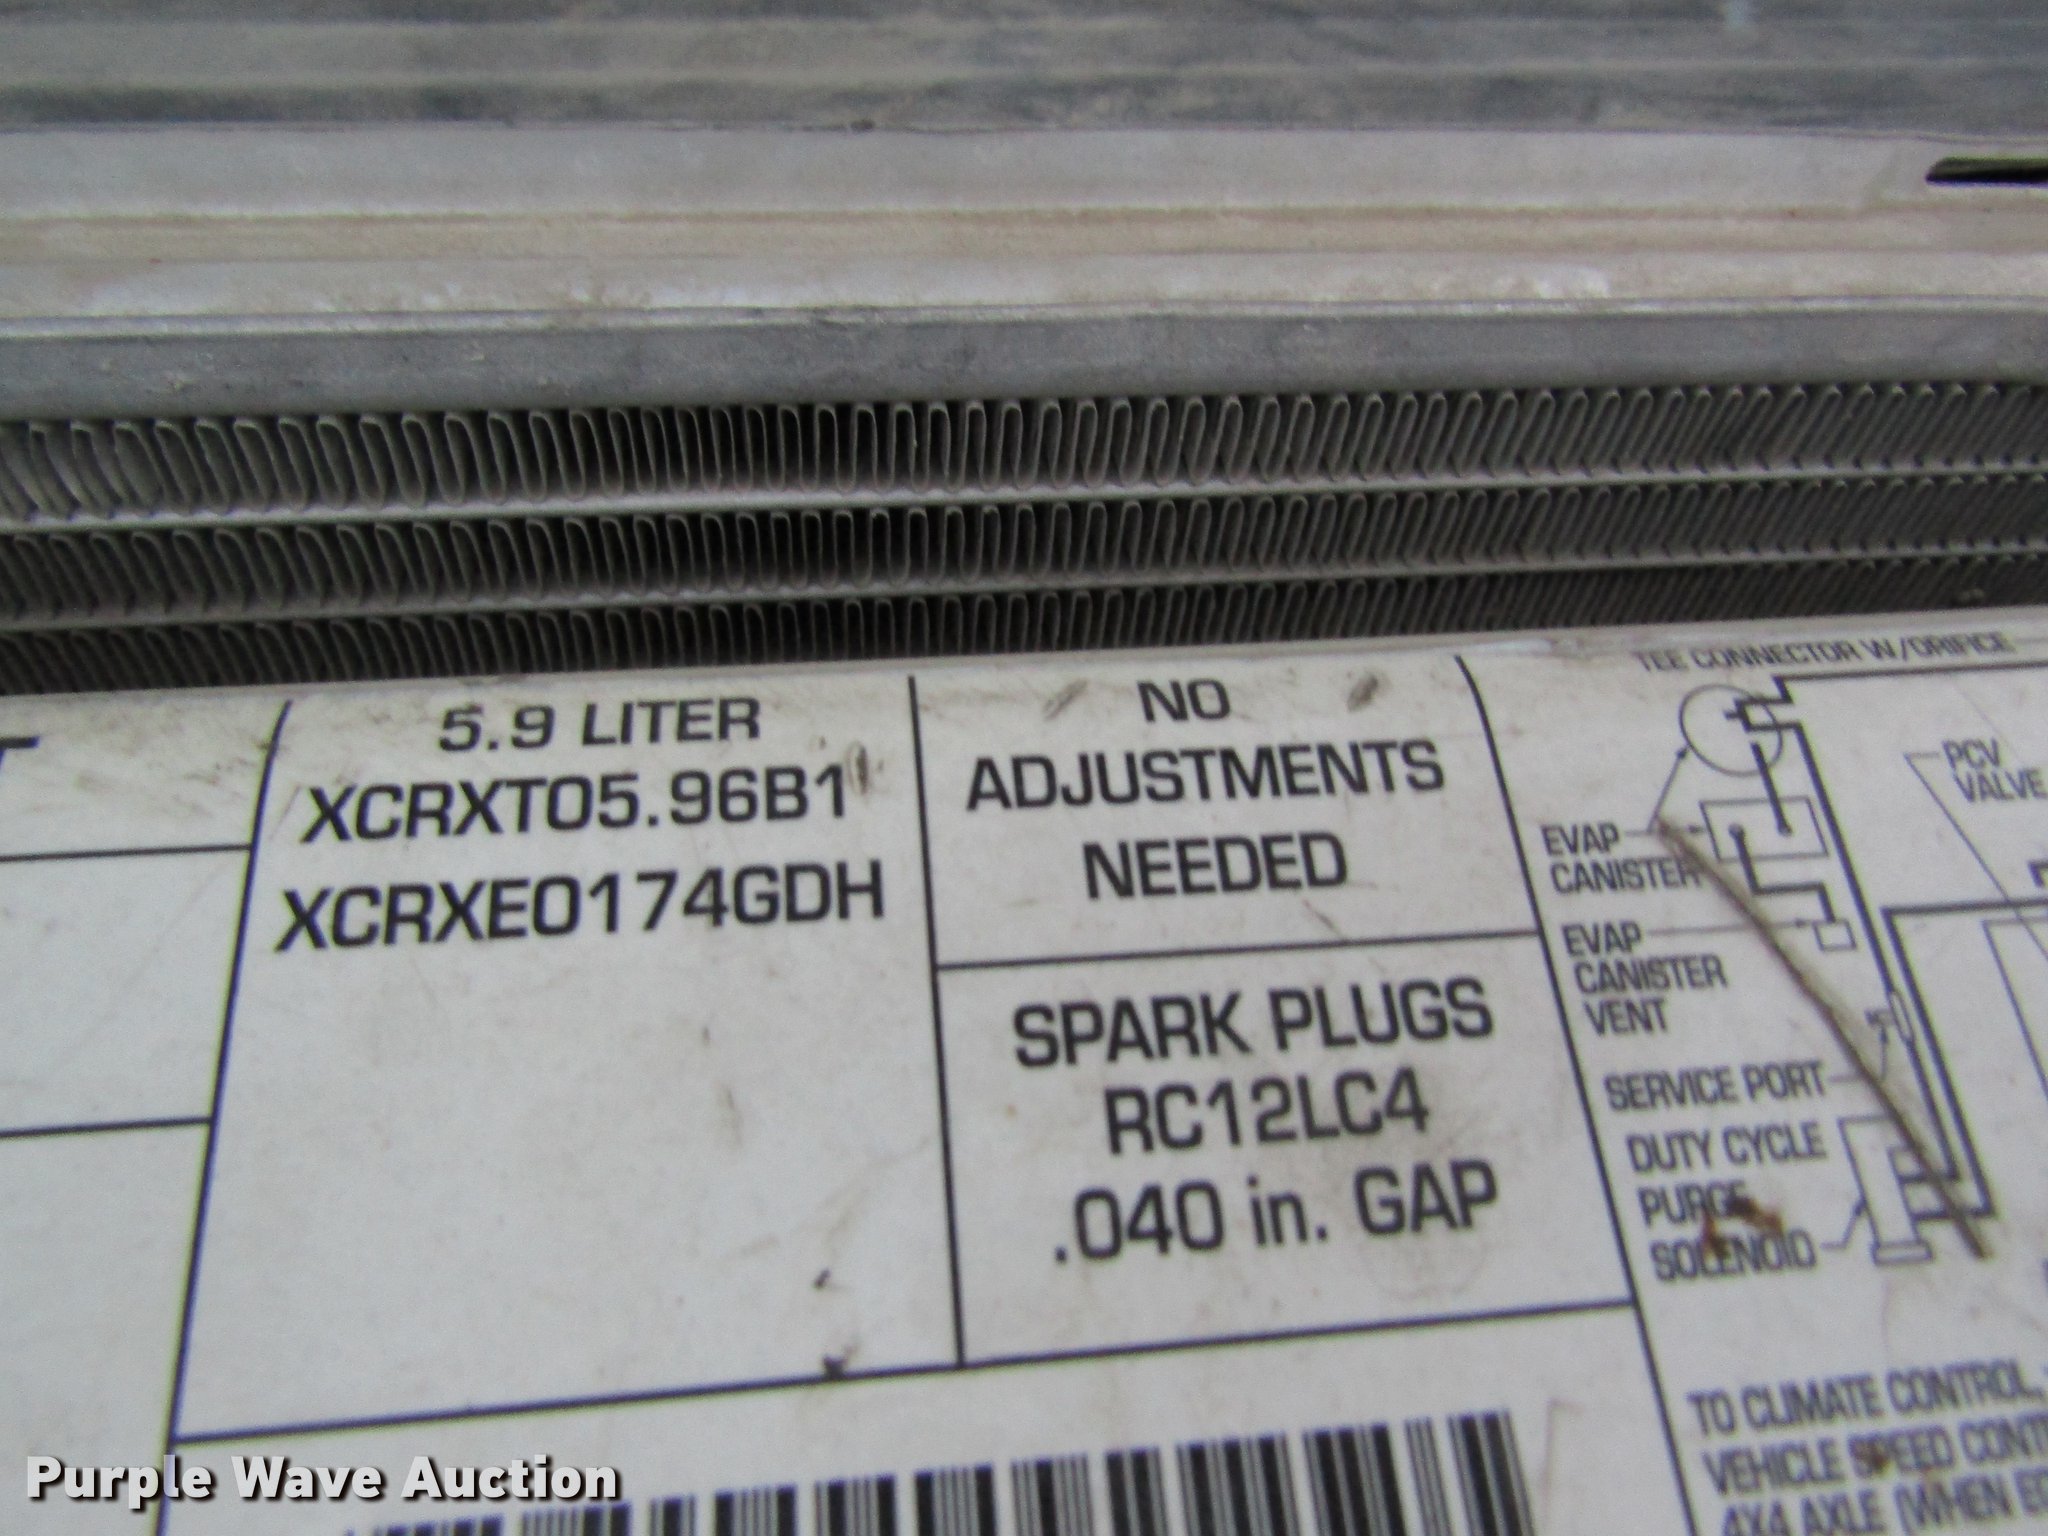 5.9 LITER
XCRXT05.96B1
XCRXE0174GDH
NO
ADJUSTMENTS
NEEDED
SPARK PLUGS
RC12LC4
.040 in. GAP
TEE CONNECTOR W/ORIFICE
PCV
VALVE
EVAP
CANISTER
EVAP
CANISTER
VENT
SERVICE PORT
DUTY CYCLE
PURGE
SOLENOID
TO CLIMATE CONTROL,
VEHICLE SPEED CONT
4X4 AXLE (WHEN EQ
Purple Wave Auction